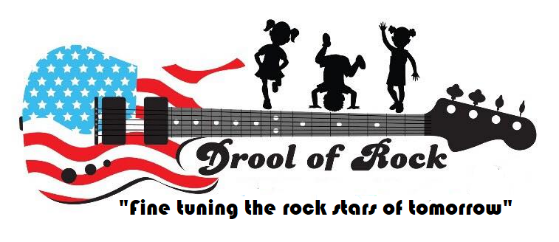 Drool of Rock
"Fine tuning the rock stars of tomorrow"